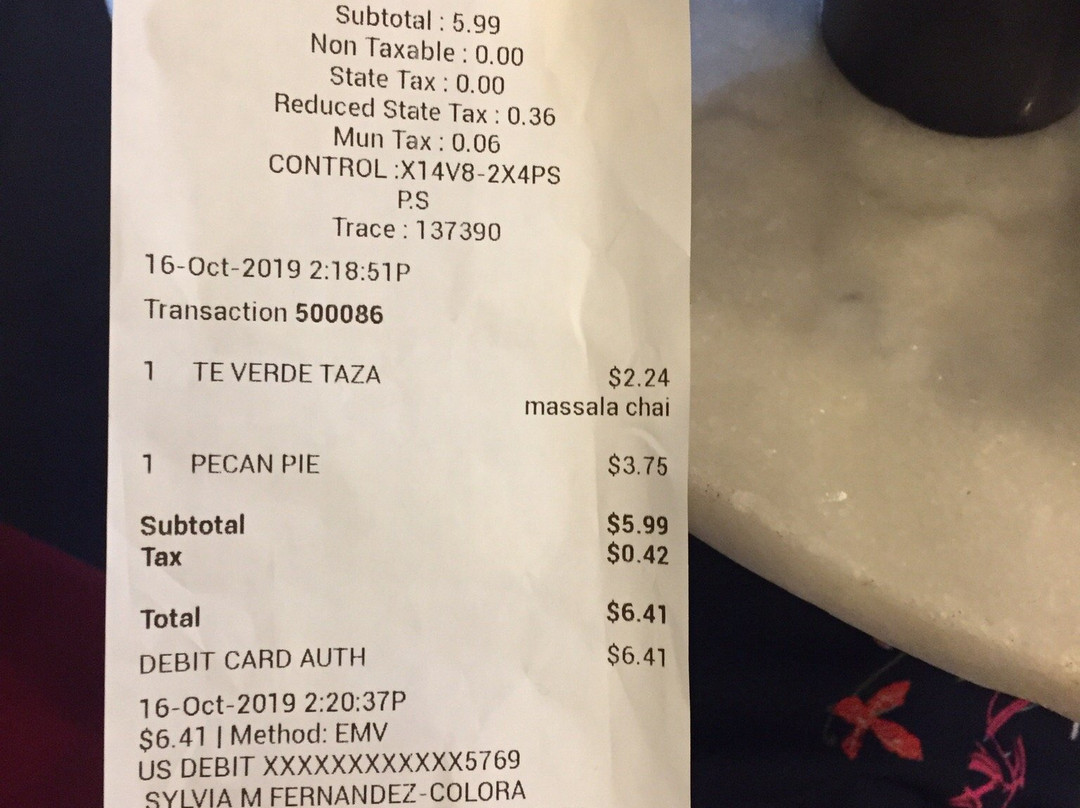 Subtotal : 5.99
Non Taxable : 0.00
State Tax : 0.00
Reduced State Tax : 0.36
Mun Tax : 0.06
CONTROL :X14V8-2X4PS
P.S
Trace : 137390
16-Oct-2019 2:18:51P
Transaction 500086
1 TE VERDE TAZA $2.24
massala chai
1 PECAN PIE $3.75
Subtotal $5.99
Tax $0.42
Total $6.41
DEBIT CARD AUTH $6.41
16-Oct-2019 2:20:37P
$6.41 | Method: EMV
US DEBIT XXXXXXXXXXXX5769
SYLVIA M FERNANDEZ-COLORA